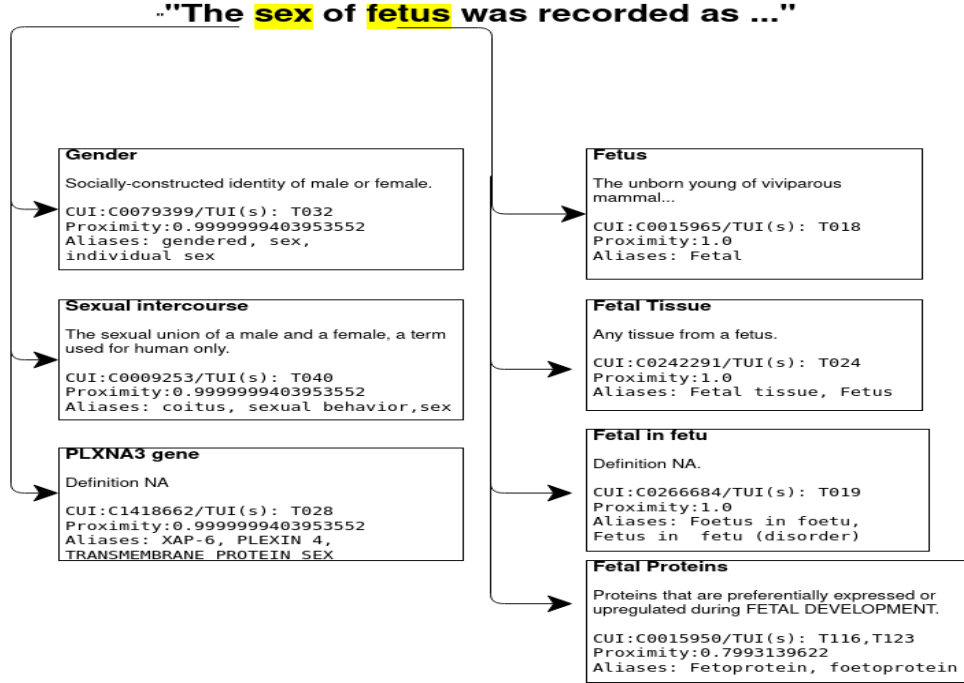 "The sex of fetus was recorded as ..."
Gender
Socially-constructed identity of male or female.
CUI:C0079399/TUI(s): T032
Proximity:0.9999999403953552
Aliases: gendered, sex,
individual sex
Sexual intercourse
The sexual union of a male and a female, a term
used for human only.
CUI:C0009253/TUI(s): T040
Proximity:0.9999999403953552
Aliases: coitus, sexual behavior,sex
PLXNA3 gene
Definition NA
CUI:C1418662/TUI(s): T028
Proximity:0.9999999403953552
Aliases: XAP-6, PLEXIN 4,
TRANSMEMBRANE PROTEIN SEX
Fetus
The unborn young of viviparous
mammal...
CUI:C0015965/TUI(s): T018
Proximity:1.0
Aliases: Fetal
Fetal Tissue
Any tissue from a fetus.
CUI:C0242291/TUI(s): T024
Proximity:1.0
Aliases: Fetal tissue, Fetus
Fetal in fetu
Definition NA.
CUI:C0266684/TUI(s): T019
Proximity:1.0
Aliases: Foetus in foetu,
Fetus in  fetu (disorder)
Fetal Proteins
Proteins that are preferentially expressed or
upregulated during FETAL DEVELOPMENT.
CUI:C0015950/TUI(s): T116,T123
Proximity:0.7993139622
Aliases: Fetoprotein, foetoprotein